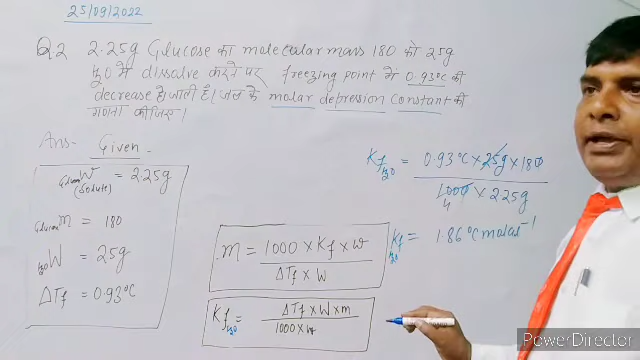 25/09/2022
Q.2 2.25g Glucose का molecular mass 180 को 25g
H₂O में dissolve करने पर freezing point में 0.93°C की
decrease हो जाती है। जल के molar depression constant की
गणना कीजिए।
Ans- Given
Glucose W = 2.25g
(Solute)
Glucose m = 180
H₂O W = 25g
ΔTf = 0.93°C
m = 1000 × Kf × w / ΔTf × W
Kf H₂O = ΔTf × W × m / 1000 × w
Kf H₂O = 0.93°C × 25g × 180 / 1000 × 225g
4
Kf H₂O = 1.86°C molal⁻¹
PowerDirector